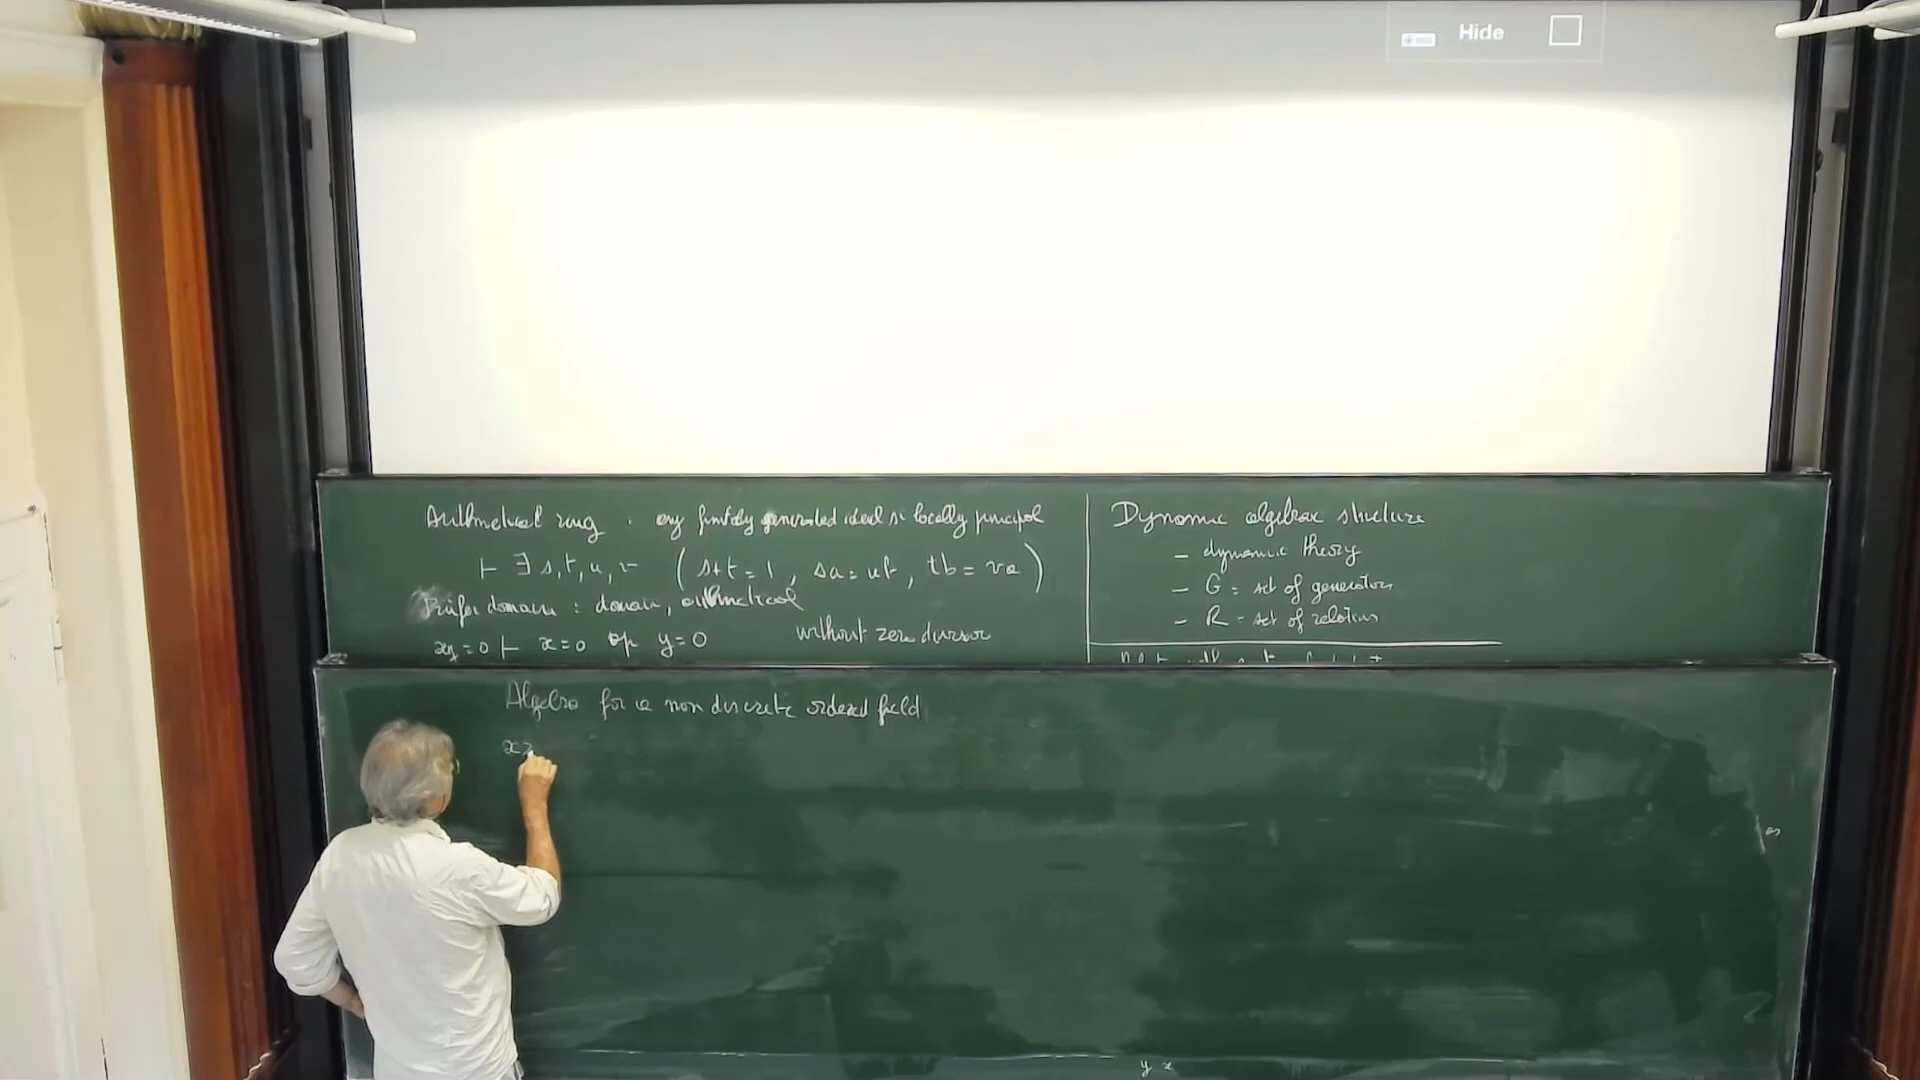 Hide
Arithmetical ring : any finitely generated ideal is locally principal
⊢ ∃ s, t, u, v ( s+t = 1 , sa = ub , tb = va )
Prüfer domain : domain, arithmetical
xy = 0 ⊢ x=0 op y=0 without zero divisor
Dynamic algebraic structure
- dynamic theory
- G = set of generators
- R = set of relations
Algebra for a non discrete ordered field
x≥
y x